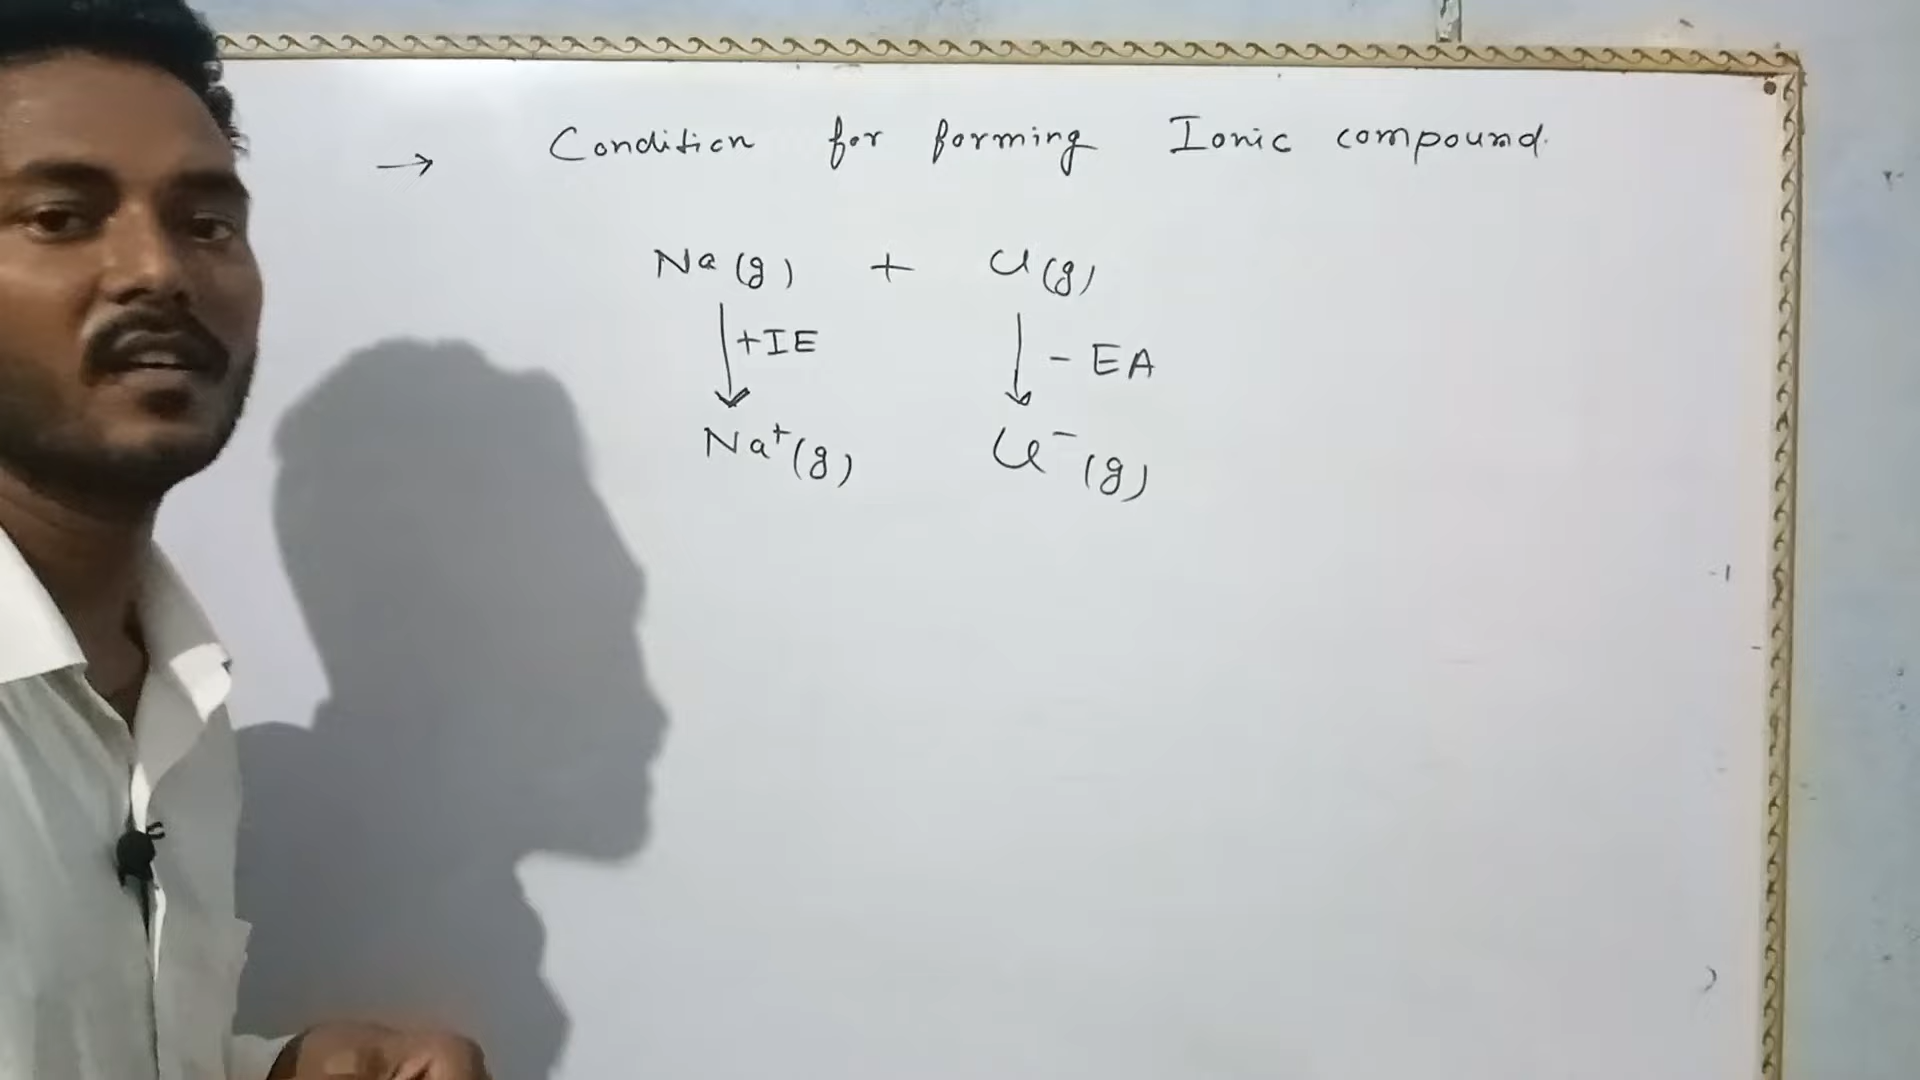 → Condition for forming Ionic compound.
Na (g) + Cl (g)
↓ +IE ↓ - EA
Na⁺(g) Cl⁻(g)